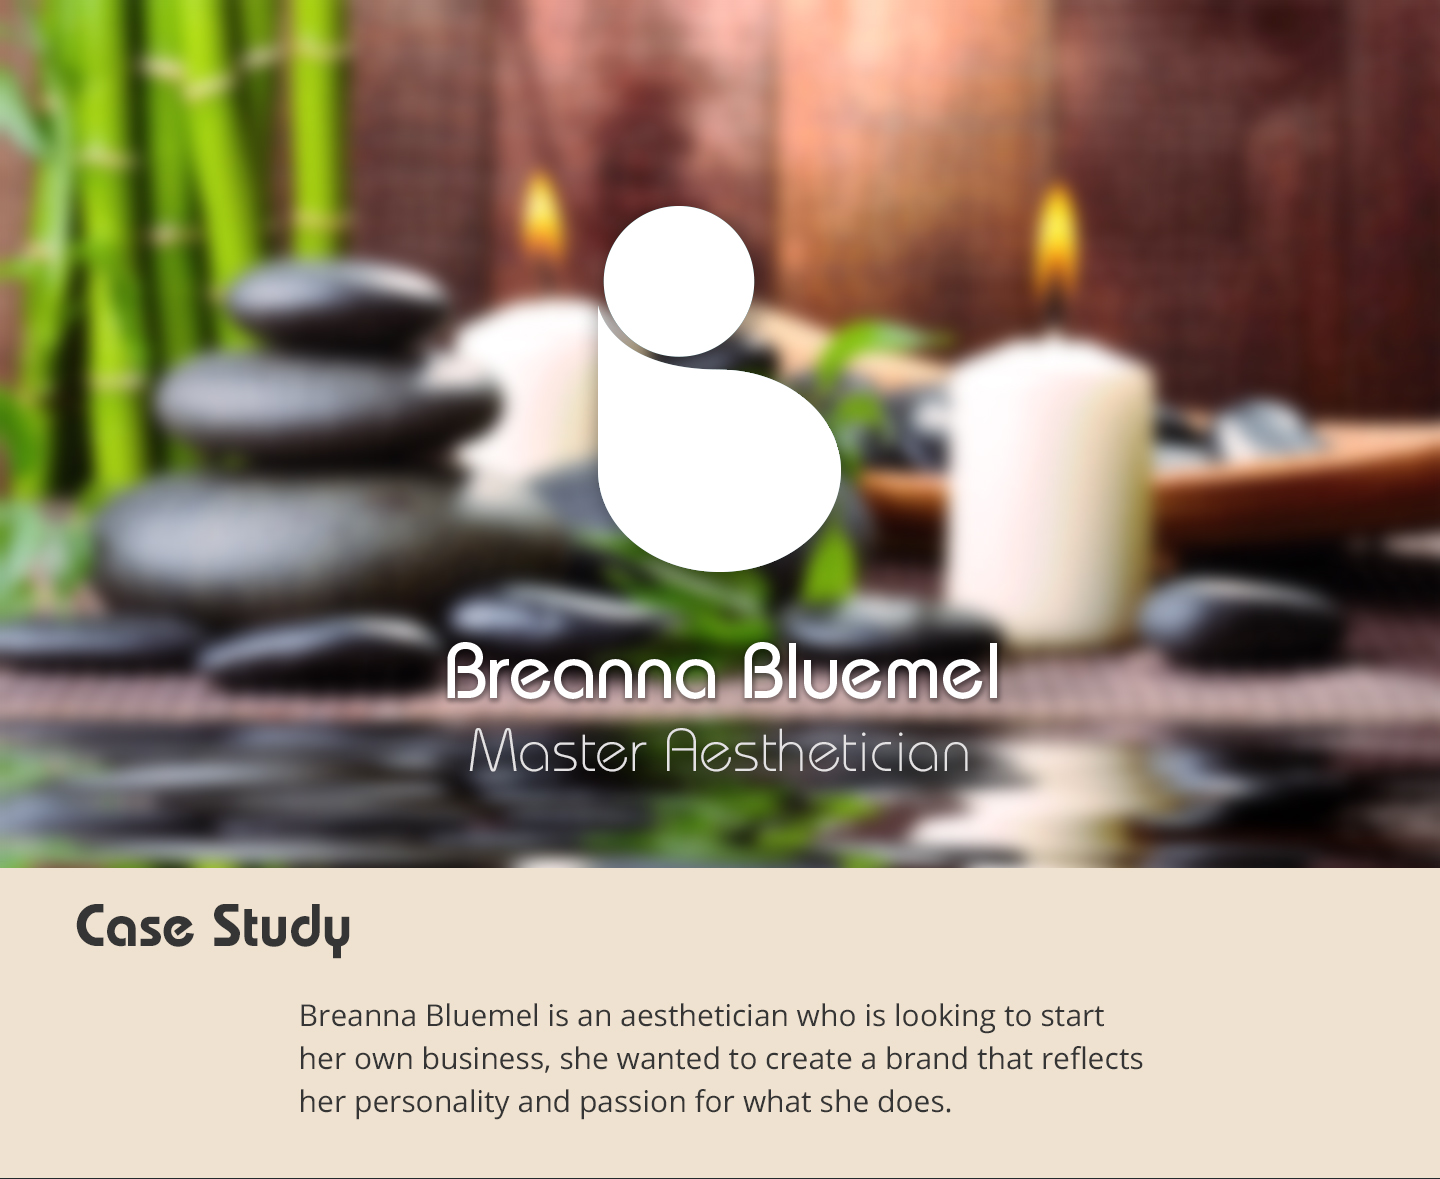 Breanna Bluemel
Master Aesthetician
Case Study
Breanna Bluemel is an aesthetician who is looking to start
her own business, she wanted to create a brand that reflects
her personality and passion for what she does.